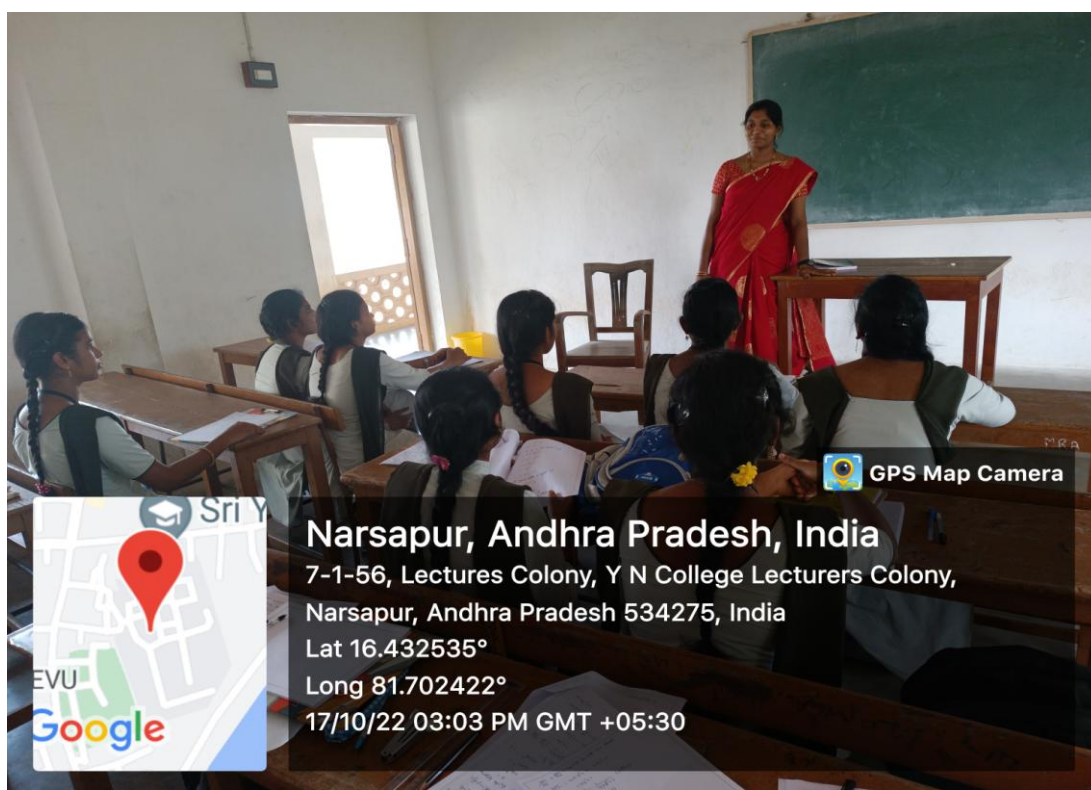 MRA
GPS Map Camera
Sri Y
EVU
Google
Narsapur, Andhra Pradesh, India
7-1-56, Lectures Colony, Y N College Lecturers Colony,
Narsapur, Andhra Pradesh 534275, India
Lat 16.432535°
Long 81.702422°
17/10/22 03:03 PM GMT +05:30